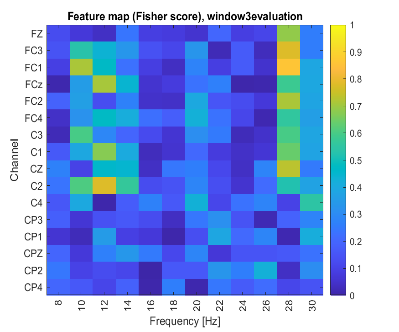 Feature map (Fisher score), window3evaluation
Channel
FZ
FC3
FC1
FCz
FC2
FC4
C3
C1
CZ
C2
C4
CP3
CP1
CPZ
CP2
CP4
8 10 12 14 16 18 20 22 24 26 28 30
Frequency [Hz]
1
0.9
0.8
0.7
0.6
0.5
0.4
0.3
0.2
0.1
0